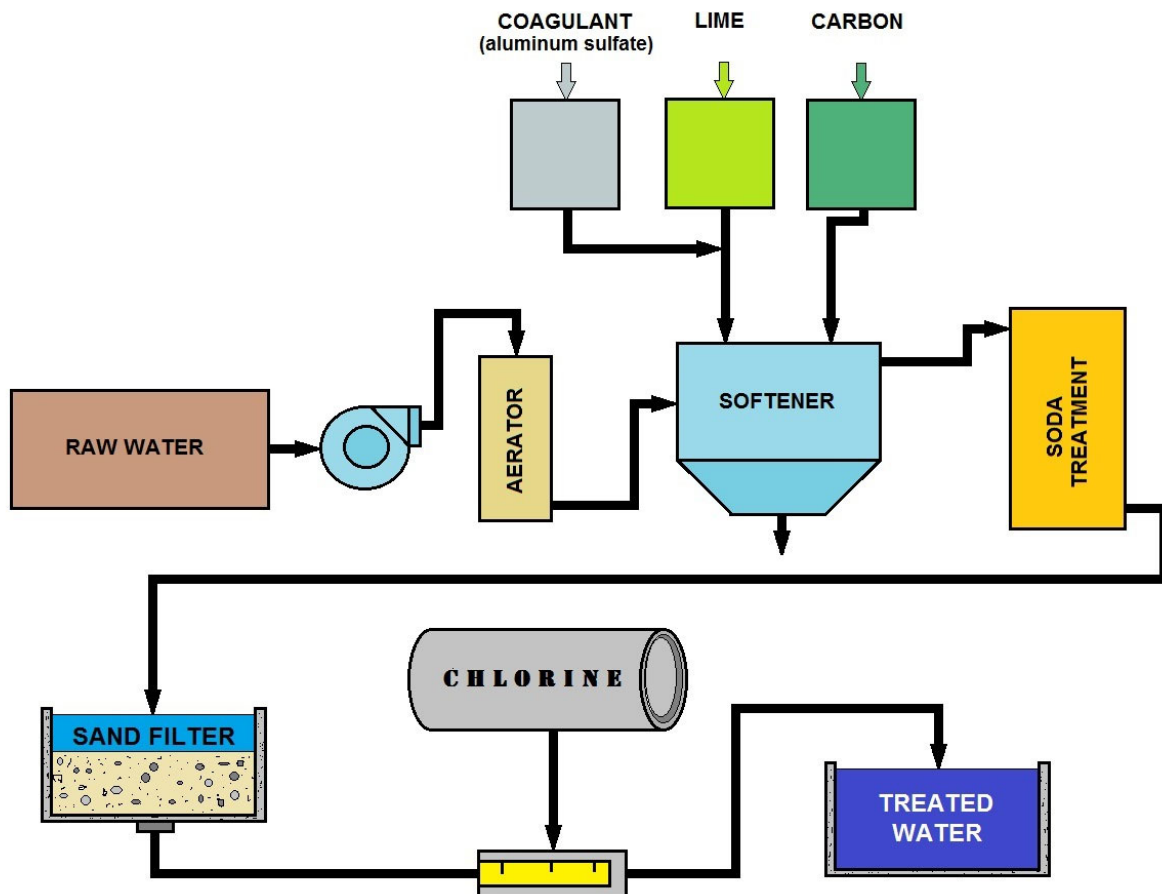 COAGULANT
(aluminum sulfate)
LIME
CARBON
RAW WATER
AERATOR
SOFTENER
SODA
TREATMENT
SAND FILTER
CHLORINE
TREATED
WATER